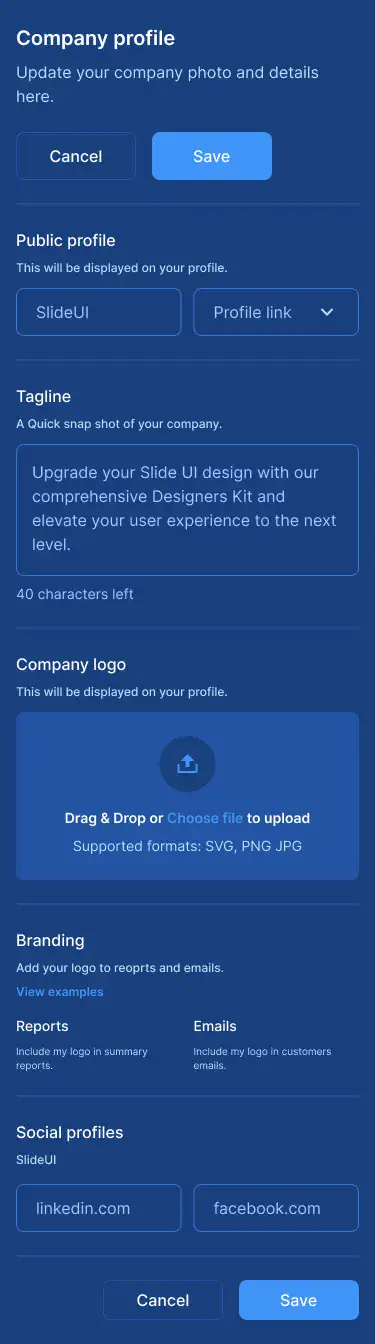 Company profile
Update your company photo and details
here.
Cancel
Save
Public profile
This will be displayed on your profile.
SlideUI
Profile link
Tagline
A Quick snap shot of your company.
Upgrade your Slide UI design with our
comprehensive Designers Kit and
elevate your user experience to the next
level.
40 characters left
Company logo
This will be displayed on your profile.
Drag & Drop or Choose file to upload
Supported formats: SVG, PNG JPG
Branding
Add your logo to reoprts and emails.
View examples
Reports
Include my logo in summary
reports.
Emails
Include my logo in customers
emails.
Social profiles
SlideUI
linkedin.com
facebook.com
Cancel
Save